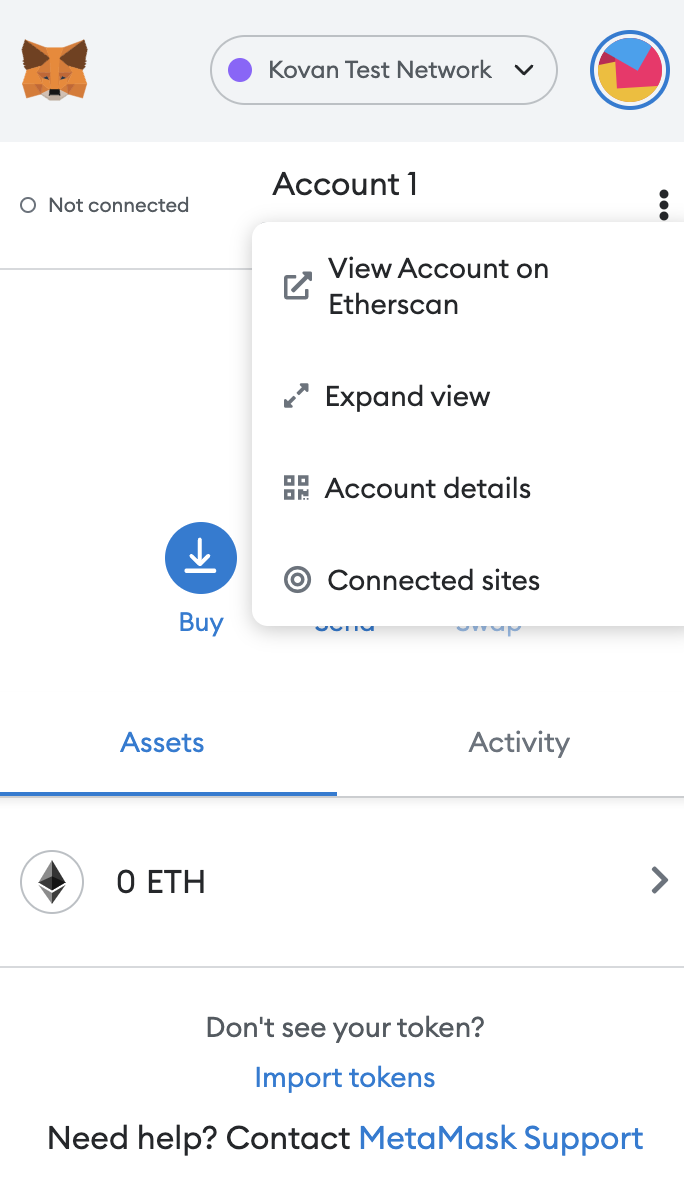 Kovan Test Network
Account 1
Not connected
View Account on
Etherscan
Expand view
Account details
Connected sites
Buy
Send
Swap
Assets
Activity
0 ETH
Don't see your token?
Import tokens
Need help? Contact MetaMask Support